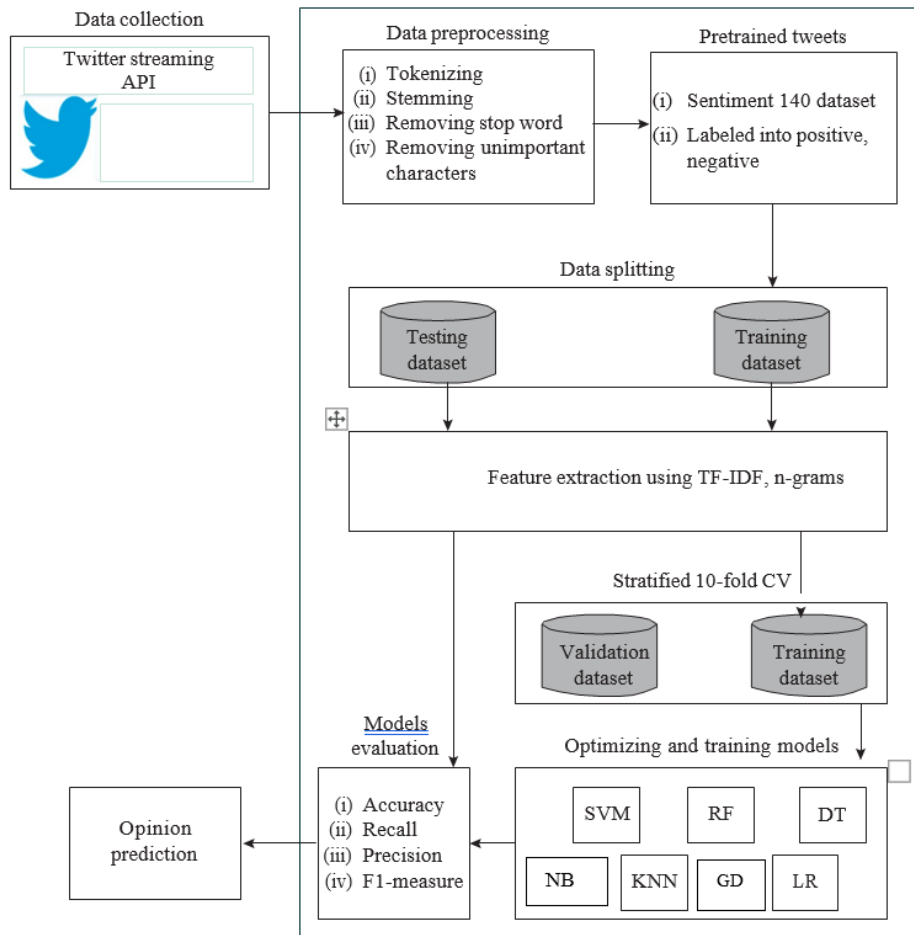 Data collection
Twitter streaming
API
Data preprocessing
(i) Tokenizing
(ii) Stemming
(iii) Removing stop word
(iv) Removing unimportant
characters
Pretrained tweets
(i) Sentiment 140 dataset
(ii) Labeled into positive,
negative
Data splitting
Testing
dataset
Training
dataset
Feature extraction using TF-IDF, n-grams
Stratified 10-fold CV
Validation
dataset
Training
dataset
Models
evaluation
(i) Accuracy
(ii) Recall
(iii) Precision
(iv) F1-measure
Optimizing and training models
SVM
RF
DT
NB
KNN
GD
LR
Opinion
prediction